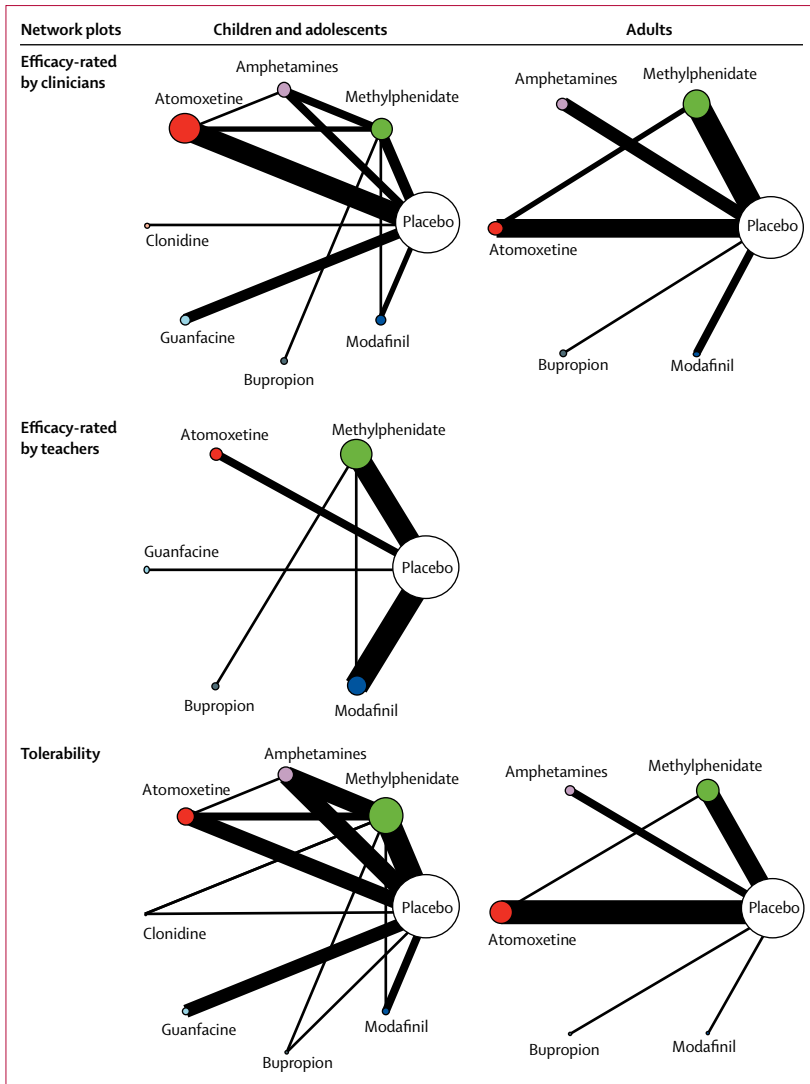 Network plots Children and adolescents Adults
Efficacy-rated
by clinicians
Amphetamines
Atomoxetine
Methylphenidate
Placebo
Clonidine
Guanfacine
Modafinil
Bupropion
Methylphenidate
Amphetamines
Placebo
Atomoxetine
Bupropion
Modafinil
Efficacy-rated
by teachers
Atomoxetine
Methylphenidate
Guanfacine
Placebo
Bupropion
Modafinil
Tolerability
Amphetamines
Methylphenidate
Atomoxetine
Placebo
Clonidine
Guanfacine
Modafinil
Bupropion
Methylphenidate
Amphetamines
Placebo
Atomoxetine
Bupropion
Modafinil